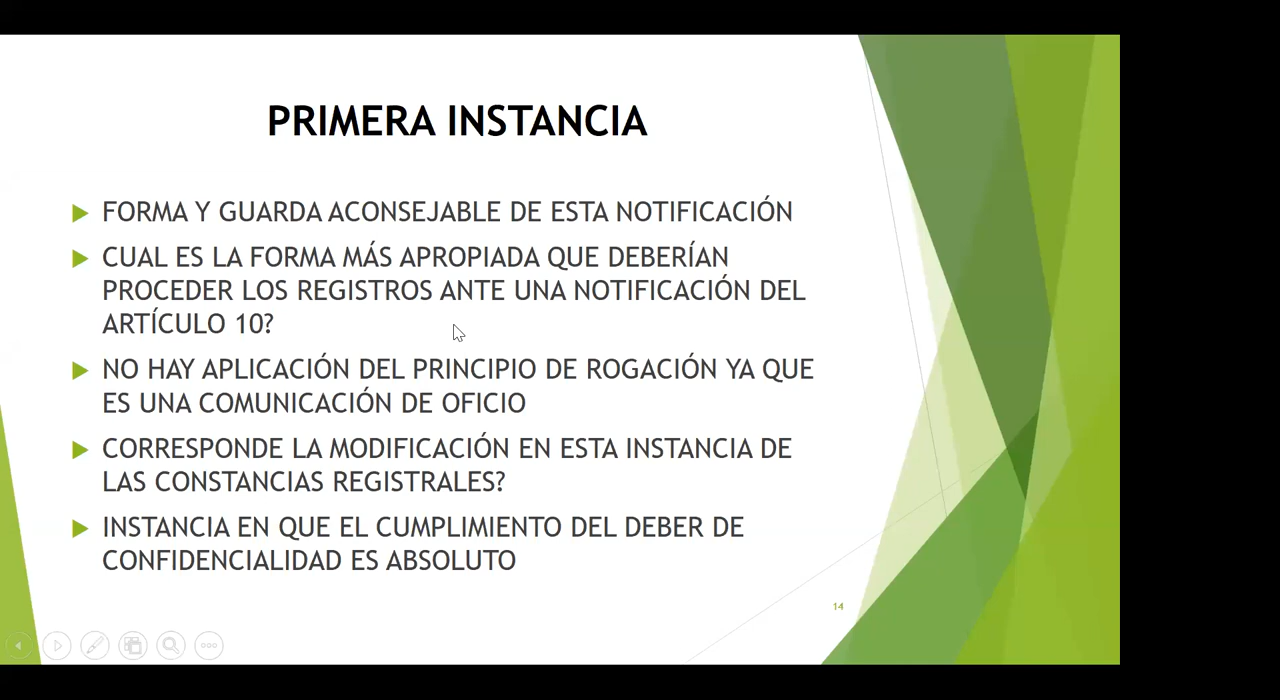 PRIMERA INSTANCIA
FORMA Y GUARDA ACONSEJABLE DE ESTA NOTIFICACIÓN
CUAL ES LA FORMA MÁS APROPIADA QUE DEBERÍAN
PROCEDER LOS REGISTROS ANTE UNA NOTIFICACIÓN DEL
ARTÍCULO 10?
NO HAY APLICACIÓN DEL PRINCIPIO DE ROGACIÓN YA QUE
ES UNA COMUNICACIÓN DE OFICIO
CORRESPONDE LA MODIFICACIÓN EN ESTA INSTANCIA DE
LAS CONSTANCIAS REGISTRALES?
INSTANCIA EN QUE EL CUMPLIMIENTO DEL DEBER DE
CONFIDENCIALIDAD ES ABSOLUTO
14